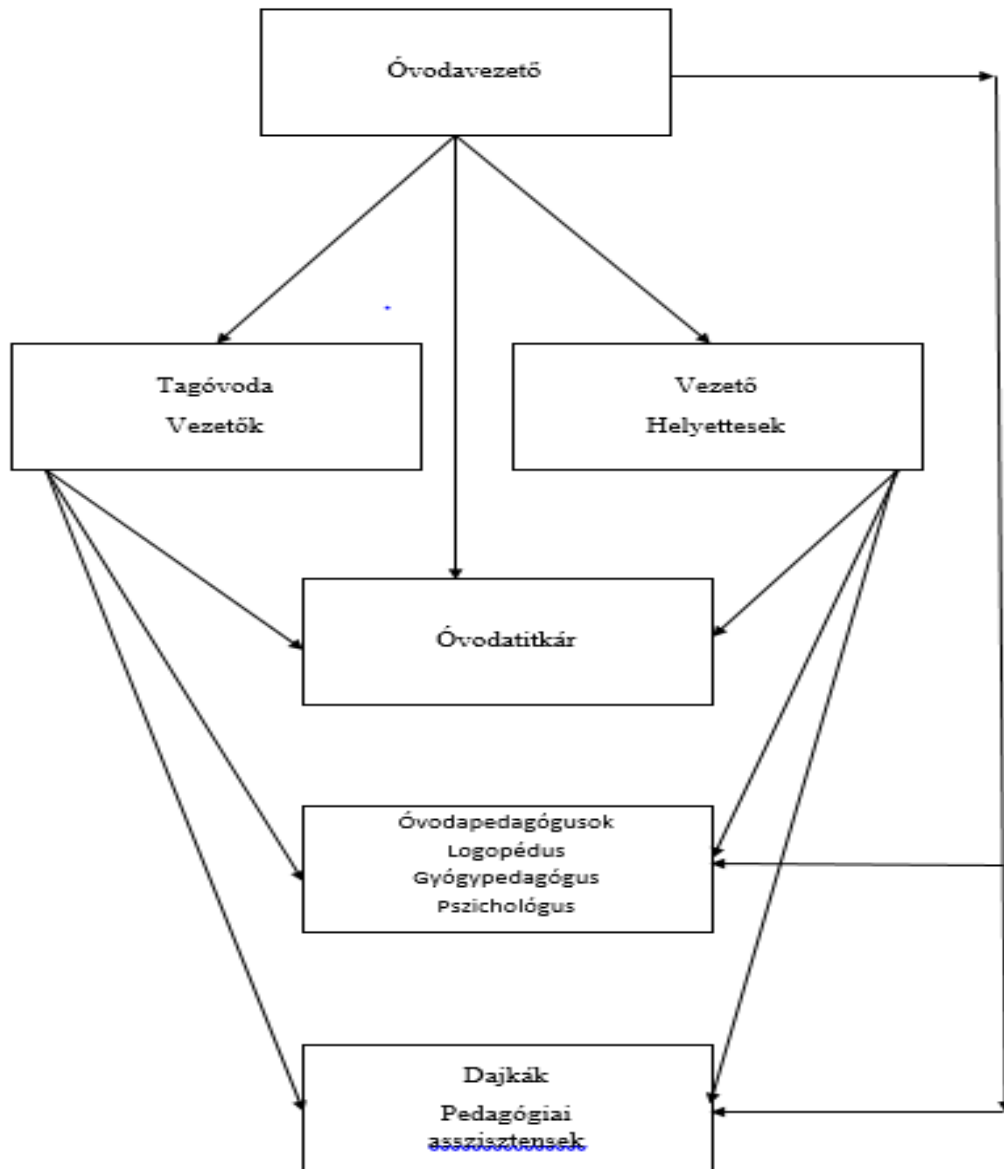 Óvodavezető
Tagóvoda
Vezetők
Vezető
Helyettesek
Óvodatitkár
Óvodapedagógusok
Logopédus
Gyógypedagógus
Pszichológus
Dajkák
Pedagógiai
asszisztensek